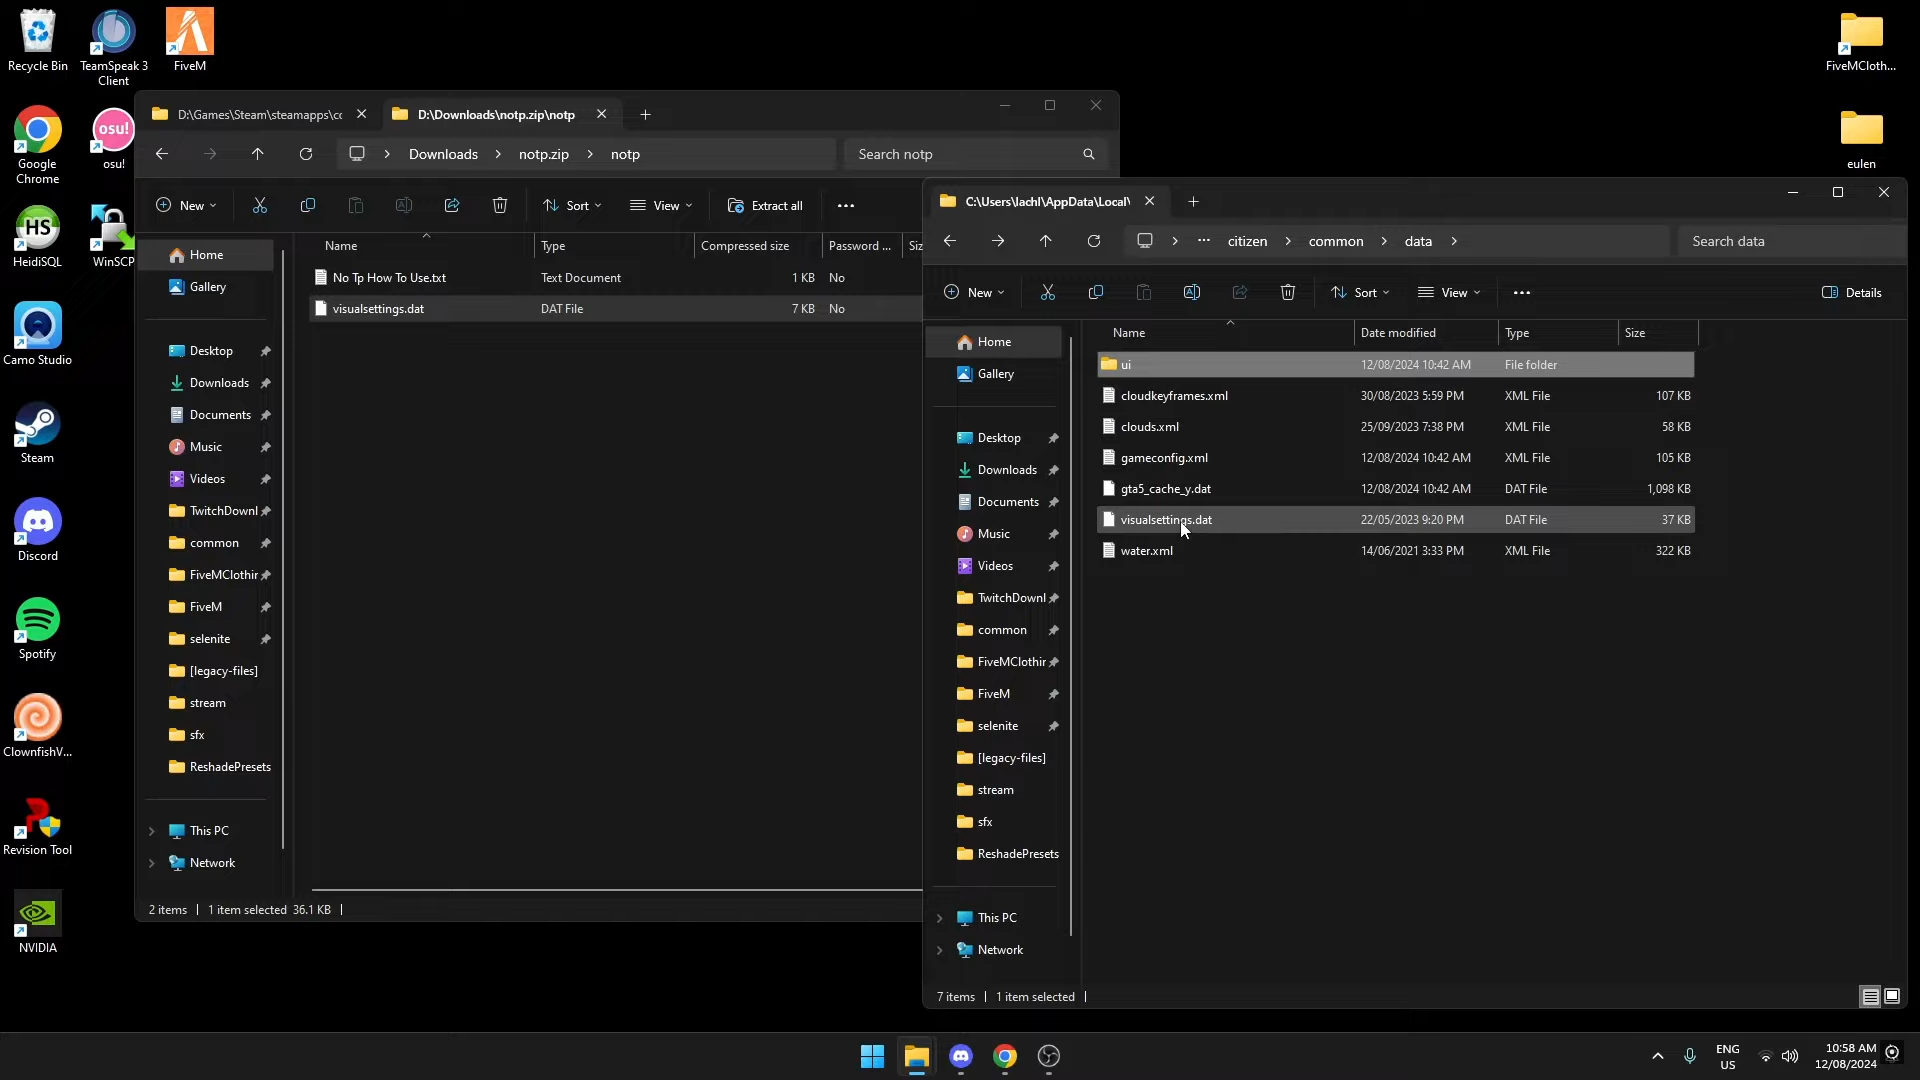 Recycle Bin
TeamSpeak 3
Client
FiveM
Google
Chrome
osu!
osu!
HS
HeidiSQL
WinSCP
Camo Studio
Steam
Discord
Spotify
ClownfishV...
Revision Tool
NVIDIA
FiveMCloth...
eulen
D:\Games\Steam\steamapps\cc
D:\Downloads\notp.zip\notp
Downloads
notp.zip
notp
Search notp
New
Sort
View
Extract all
Name
Type
Compressed size
Password ...
Siz
No Tp How To Use.txt
Text Document
1 KB
No
visualsettings.dat
DAT File
7 KB
No
Home
Gallery
Desktop
Downloads
Documents
Music
Videos
TwitchDownl
common
FiveMClothir
FiveM
selenite
[legacy-files]
stream
sfx
ReshadePresets
This PC
Network
2 items
1 item selected 36.1 KB
C:\Users\lachl\AppData\Local\
citizen
common
data
Search data
New
Sort
View
Details
Name
Date modified
Type
Size
ui
12/08/2024 10:42 AM
File folder
cloudkeyframes.xml
30/08/2023 5:59 PM
XML File
107 KB
clouds.xml
25/09/2023 7:38 PM
XML File
58 KB
gameconfig.xml
12/08/2024 10:42 AM
XML File
105 KB
gta5_cache_y.dat
12/08/2024 10:42 AM
DAT File
1,098 KB
visualsettings.dat
22/05/2023 9:20 PM
DAT File
37 KB
water.xml
14/06/2021 3:33 PM
XML File
322 KB
Home
Gallery
Desktop
Downloads
Documents
Music
Videos
TwitchDownl
common
FiveMClothir
FiveM
selenite
[legacy-files]
stream
sfx
ReshadePresets
This PC
Network
7 items
1 item selected
ENG
US
10:58 AM
12/08/2024